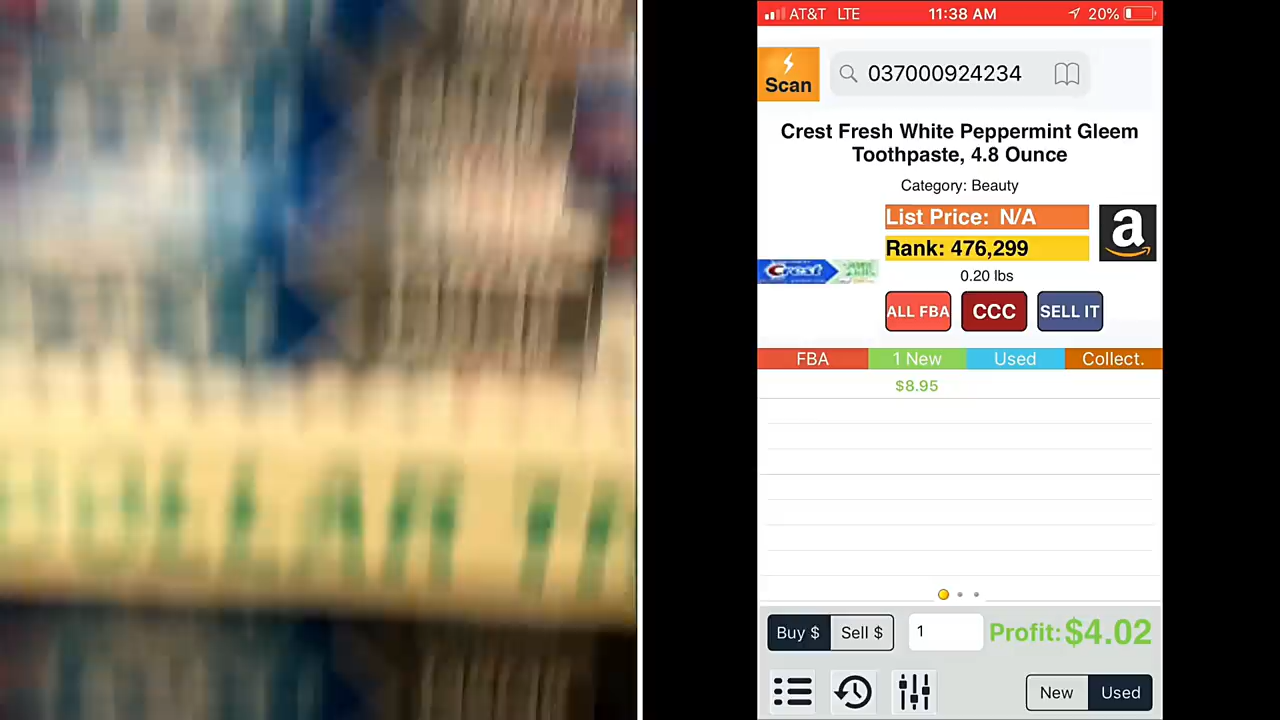 AT&T LTE 11:38 AM 20%
Scan
037000924234
Crest Fresh White Peppermint Gleem
Toothpaste, 4.8 Ounce
Category: Beauty
List Price: N/A
a
Rank: 476,299
Crest
0.20 lbs
ALL FBA CCC SELL IT
FBA 1 New Used Collect.
$8.95
Buy $ Sell $ 1 Profit: $4.02
New Used